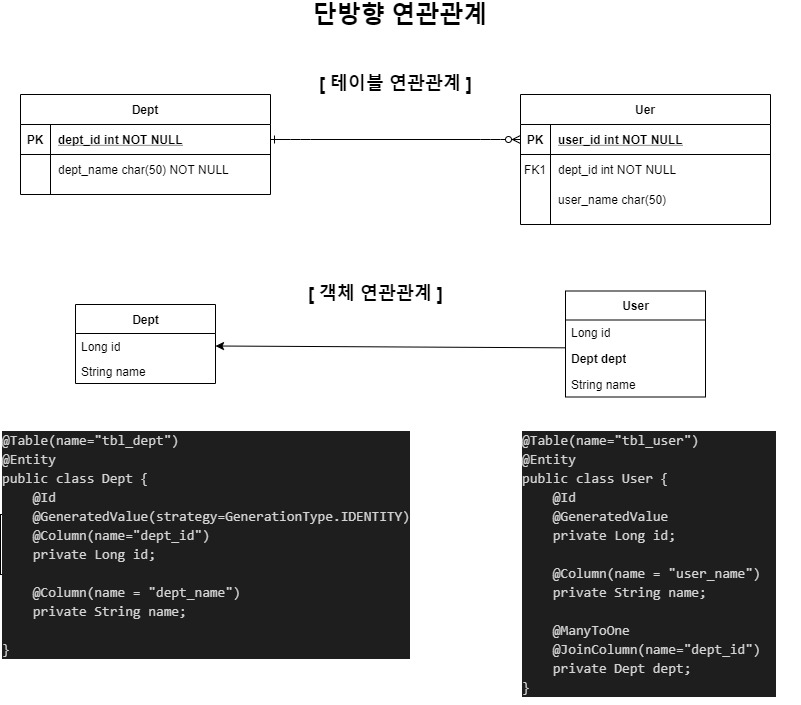 단방향 연관관계
[ 테이블 연관관계 ]
Dept
PK dept_id int NOT NULL
dept_name char(50) NOT NULL
Uer
PK user_id int NOT NULL
FK1 dept_id int NOT NULL
user_name char(50)
[ 객체 연관관계 ]
Dept
Long id
String name
User
Long id
Dept dept
String name
@Table(name="tbl_dept")
@Entity
public class Dept {
@Id
@GeneratedValue(strategy=GenerationType.IDENTITY)
@Column(name="dept_id")
private Long id;
@Column(name = "dept_name")
private String name;
}
@Table(name="tbl_user")
@Entity
public class User {
@Id
@GeneratedValue
private Long id;
@Column(name = "user_name")
private String name;
@ManyToOne
@JoinColumn(name="dept_id")
private Dept dept;
}